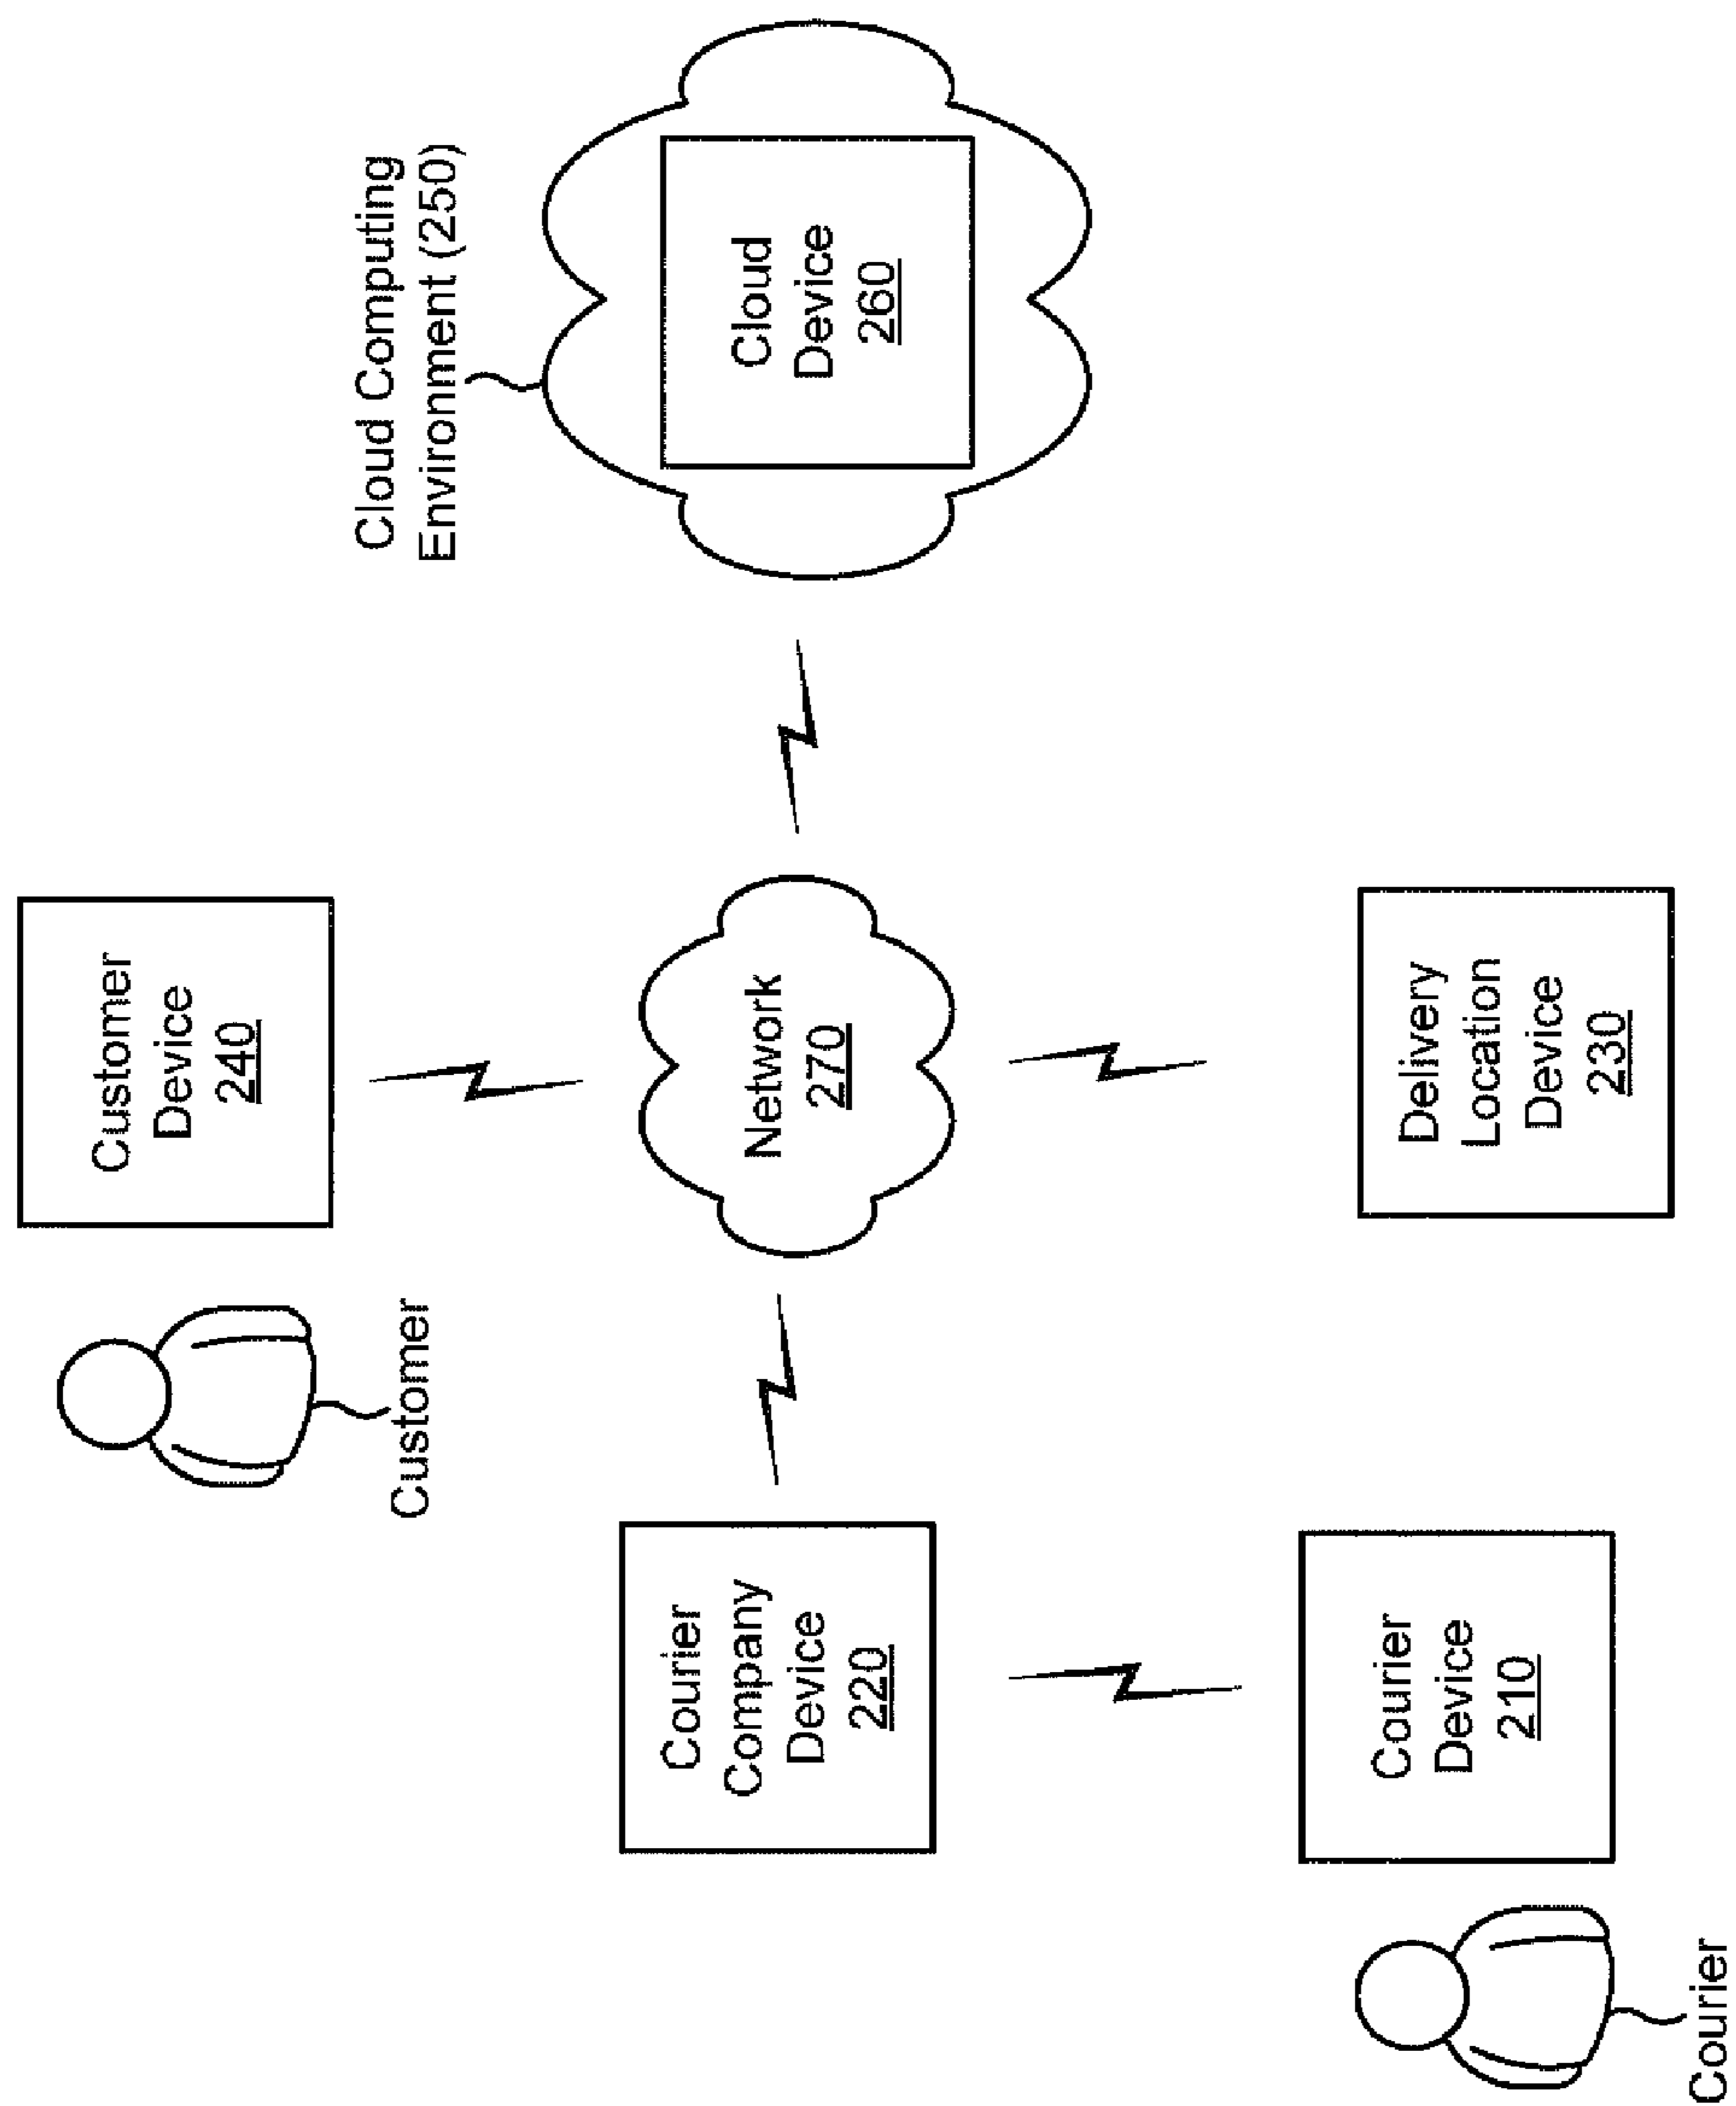 Cloud Computing
Environment (250)
Customer
Device
240
Cloud
Device
260
Customer
Network
270
Courier
Company
Device
220
Delivery
Location
Device
230
Courier
Device
210
Courier